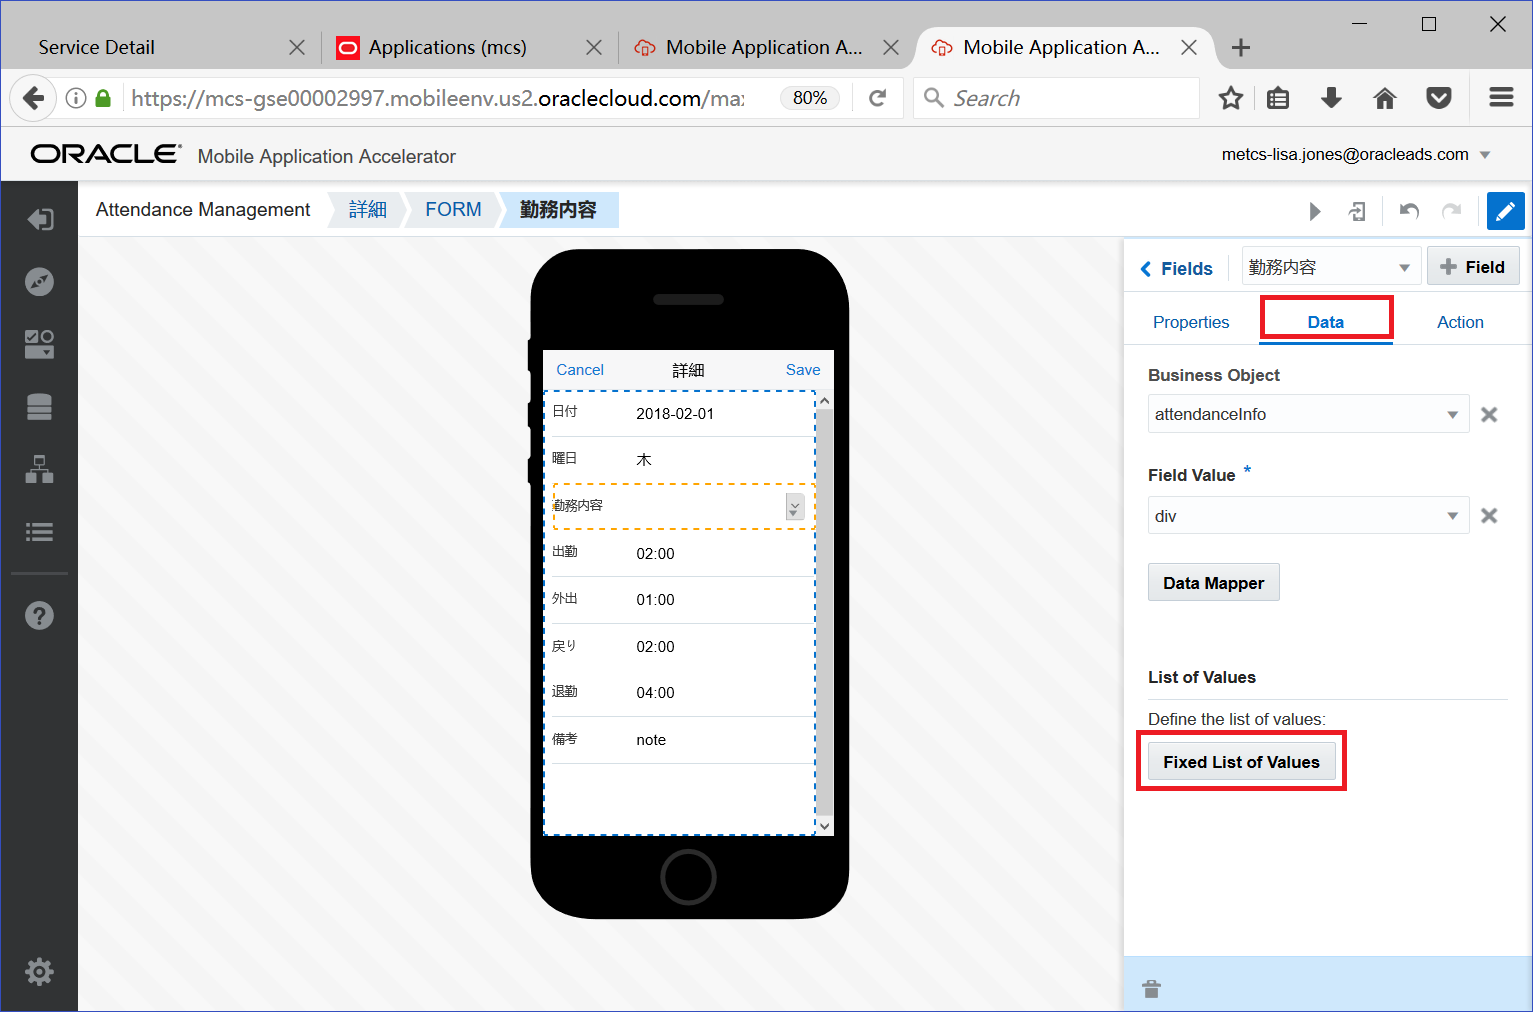 Service Detail
Applications (mcs)
Mobile Application A...
Mobile Application A...
https://mcs-gse00002997.mobileenv.us2.oraclecloud.com/max
80%
Search
ORACLE Mobile Application Accelerator
metcs-lisa.jones@oracleads.com
Attendance Management
詳細
FORM
勤務内容
Fields
勤務内容
Field
Properties
Data
Action
Cancel
詳細
Save
日付 2018-02-01
曜日 木
勤務内容
出勤 02:00
外出 01:00
戻り 02:00
退勤 04:00
備考 note
Business Object
attendanceInfo
Field Value *
div
Data Mapper
List of Values
Define the list of values:
Fixed List of Values